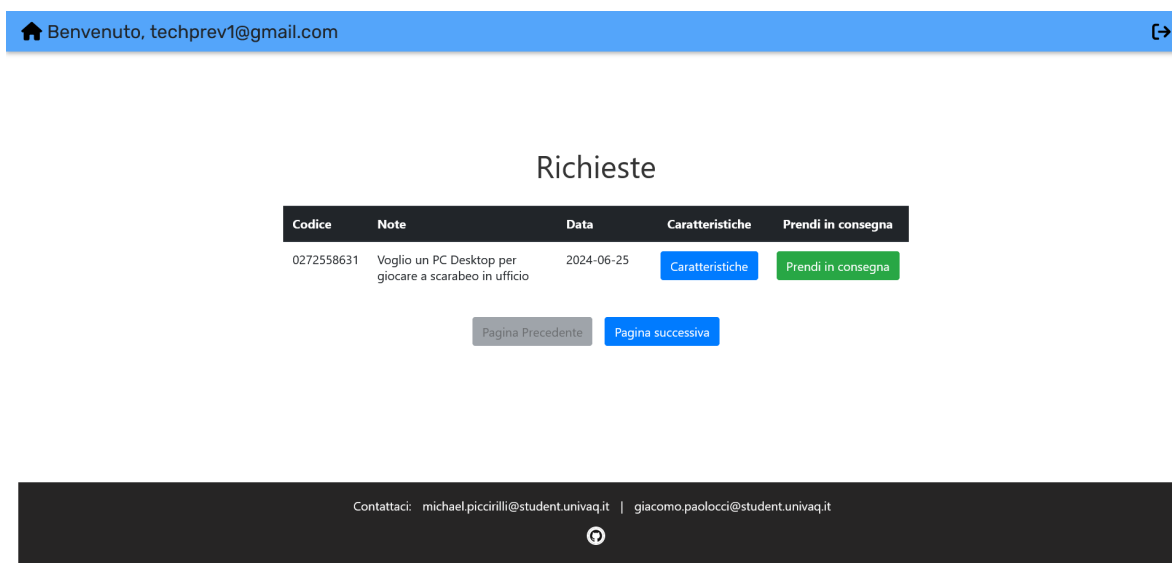 Benvenuto, techprev1@gmail.com
Richieste
Codice Note Data Caratteristiche Prendi in consegna
0272558631 Voglio un PC Desktop per 2024-06-25 Caratteristiche Prendi in consegna
giocare a scarabeo in ufficio
Pagina Precedente Pagina successiva
Contattaci: michael.piccirilli@student.univaq.it | giacomo.paolocci@student.univaq.it